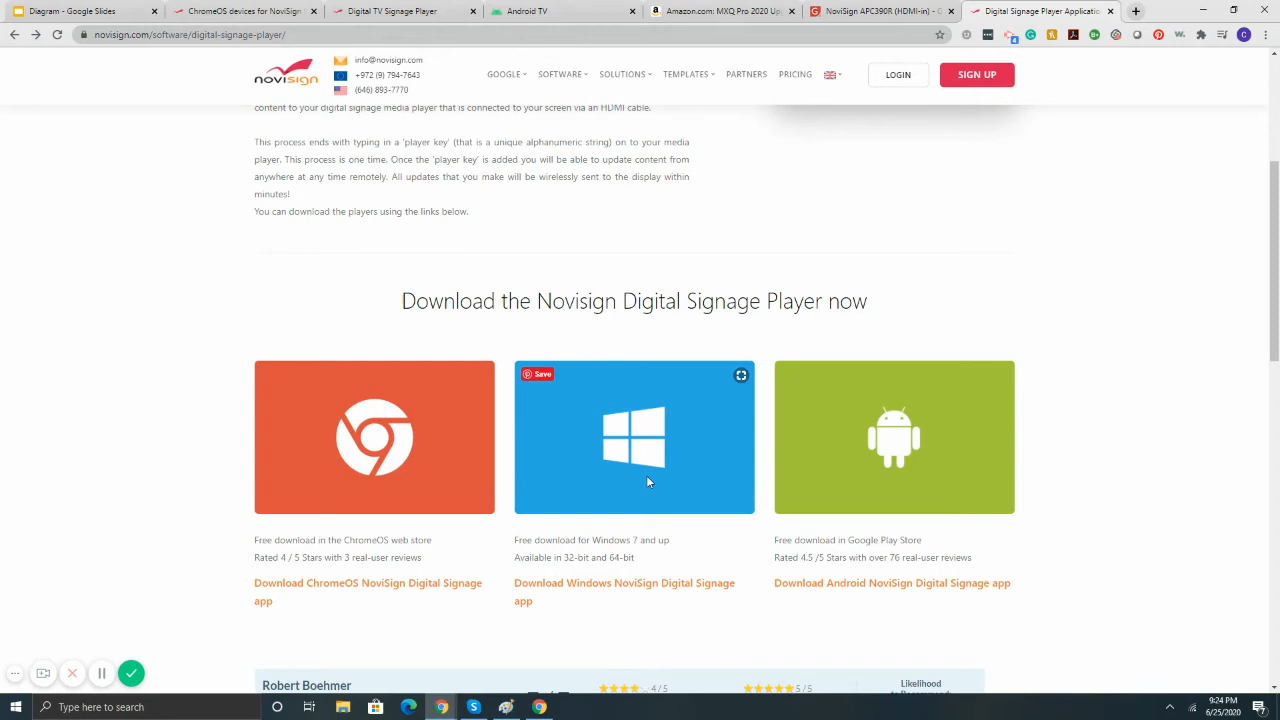 Diagram - Google Slides
ChromeOS devices for NoviSign
Digital TV Signage Player
Android TV
Amazon.com: MXQ Pro 2020 Up
NoviSign APC390R (HDMI-in) - G
Digital Signage Player Applicatio
novisign.com/software/digital-signage-player/
novisign
info@novisign.com
+972 (9) 794-7643
(646) 893-7770
GOOGLE
SOFTWARE
SOLUTIONS
TEMPLATES
PARTNERS
PRICING
LOGIN
SIGN UP
content to your digital signage media player that is connected to your screen via an HDMI cable.
This process ends with typing in a 'player key' (that is a unique alphanumeric string) on to your media
player. This process is one time. Once the 'player key' is added you will be able to update content from
anywhere at any time remotely. All updates that you make will be wirelessly sent to the display within
minutes!
You can download the players using the links below.
Download the Novisign Digital Signage Player now
Save
Free download in the ChromeOS web store
Rated 4 / 5 Stars with 3 real-user reviews
Download ChromeOS NoviSign Digital Signage
app
Free download for Windows 7 and up
Available in 32-bit and 64-bit
Download Windows NoviSign Digital Signage
app
Free download in Google Play Store
Rated 4.5 /5 Stars with over 76 real-user reviews
Download Android NoviSign Digital Signage app
Robert Boehmer
4 / 5
5 / 5
Likelihood
Type here to search
9:24 PM
6/25/2020